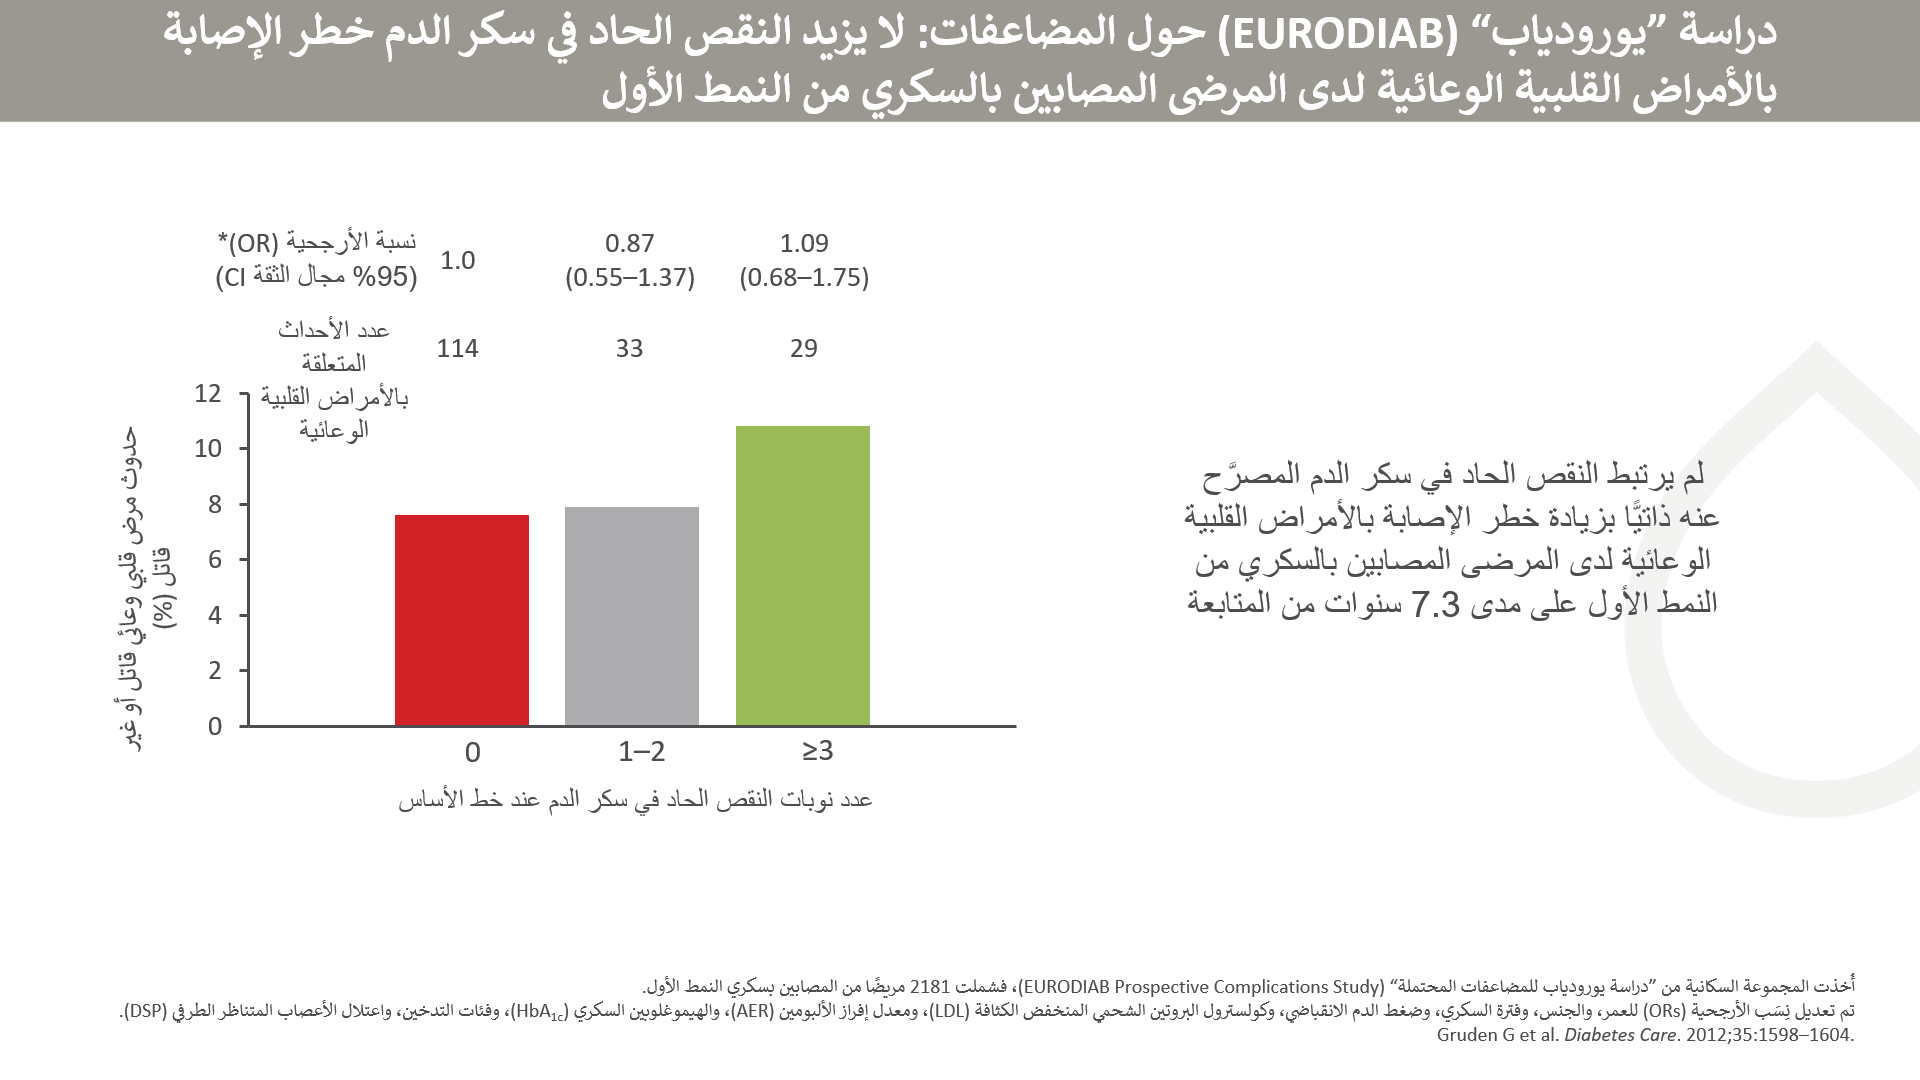 دراسة ”يوروديأب“ (EURODIAB) حول المضاعفات: لا يزيد النقص الحاد في سكر الدم خطر الإصابة
بالأمراض القلبية الوعائية لدى المرضى المصابين بالسكري من النمط الأول
نسبة الأرجحية (OR)*
(95% مجال الثقة CI)
1.0
0.87
(0.55–1.37)
1.09
(0.68–1.75)
عدد الأحداث
المتعلقة
بالأمراض القلبية
الوعائية
114
33
29
حدوث مرض قلبي وعائي قاتل أو غير
قاتل (%)
12
10
8
6
4
2
0
0
1–2
≥3
عدد نوبات النقص الحاد في سكر الدم عند خط الأساس
لم يرتبط النقص الحاد في سكر الدم المصرَّح
عنه ذاتيًّا بزيادة خطر الإصابة بالأمراض القلبية
الوعائية لدى المرضى المصابين بالسكري من
النمط الأول على مدى 7.3 سنوات من المتابعة
أُخذت المجموعة السكانية من ”دراسة يورودياب للمضاعفات المحتملة“ (EURODIAB Prospective Complications Study)، فشملت 2181 مريضًا من المصابين بسكري النمط الأول.
تم تعديل نِسَب الأرجحية (ORs) للعمر، والجنس، وفترة السكري، وضغط الدم الانقباضي، وكولسترول البروتين الشحمي المنخفض الكثافة (LDL)، ومعدل إفراز الألبومين (AER)، والهيموغلوبين السكري (HbA1c)، وفئات التدخين، واعتلال الأعصاب المتناظر الطرفي (DSP).
Gruden G et al. Diabetes Care. 2012;35:1598–1604.